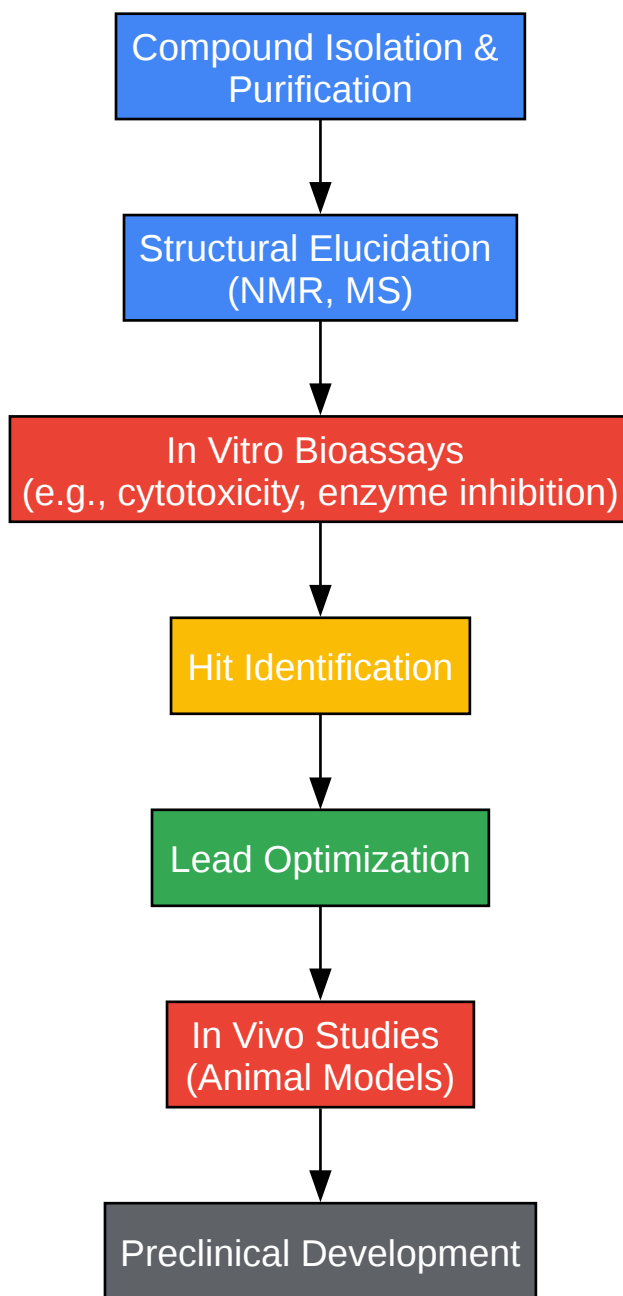 Compound Isolation &
Purification
Structural Elucidation
(NMR, MS)
In Vitro Bioassays
(e.g., cytotoxicity, enzyme inhibition)
Hit Identification
Lead Optimization
In Vivo Studies
(Animal Models)
Preclinical Development